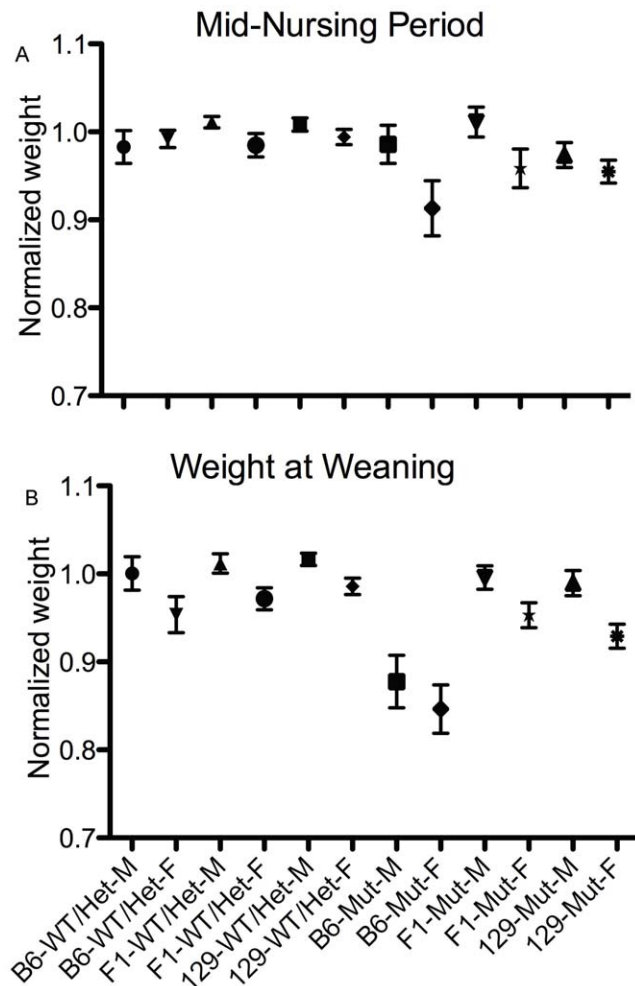 Mid-Nursing Period
A
1.1
1.0
0.9
0.8
0.7
Normalized weight
Weight at Weaning
B
1.1
1.0
0.9
0.8
0.7
Normalized weight
B6-WT/Het-M
B6-WT/Het-F
F1-WT/Het-M
F1-WT/Het-F
129-WT/Het-M
129-WT/Het-F
B6-Mut-M
B6-Mut-F
F1-Mut-M
F1-Mut-F
129-Mut-M
129-Mut-F